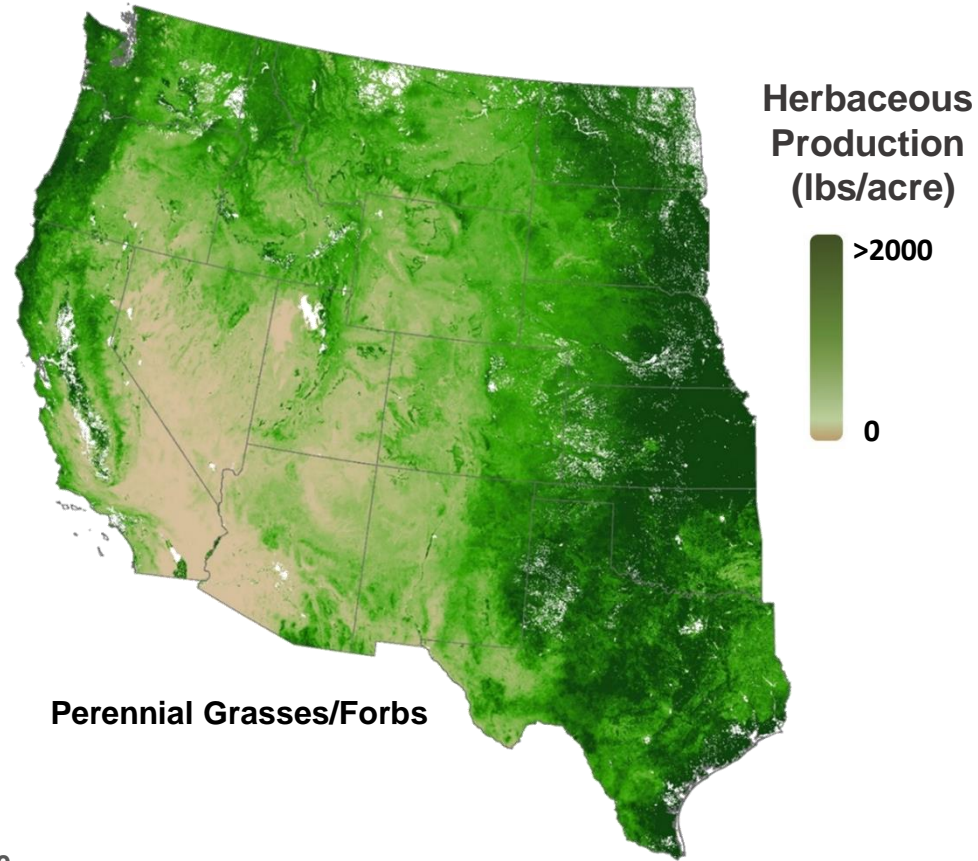 Herbaceous
Production
(lbs/acre)
>2000
0
Perennial Grasses/Forbs